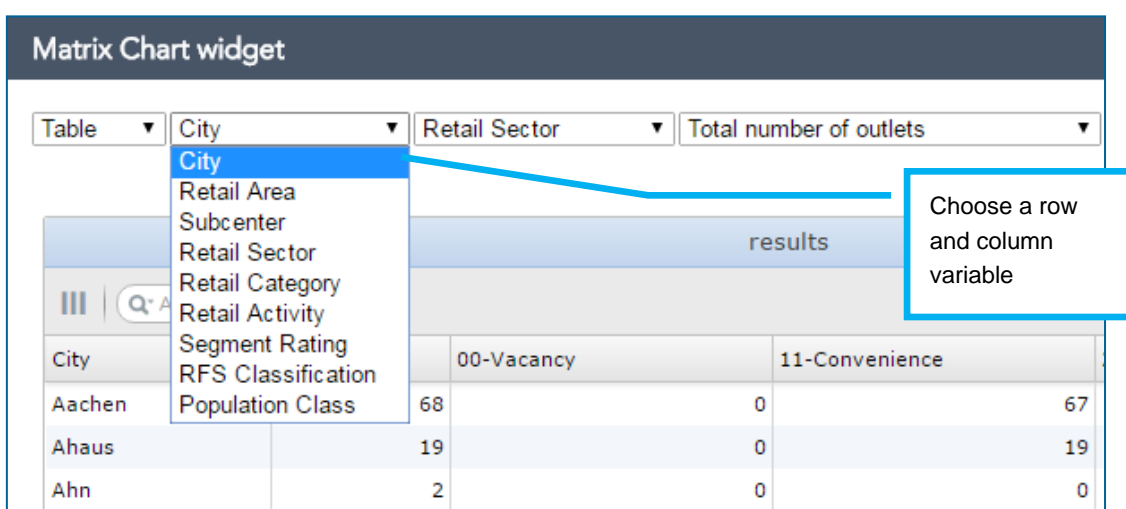 Matrix Chart widget
Table City Retail Sector Total number of outlets
City
Retail Area
Subcenter
Retail Sector
Retail Category
Retail Activity
Segment Rating
RFS Classification
Population Class
Choose a row
and column
variable
results
City 00-Vacancy 11-Convenience
Aachen 68 0 67
Ahaus 19 0 19
Ahn 2 0 0